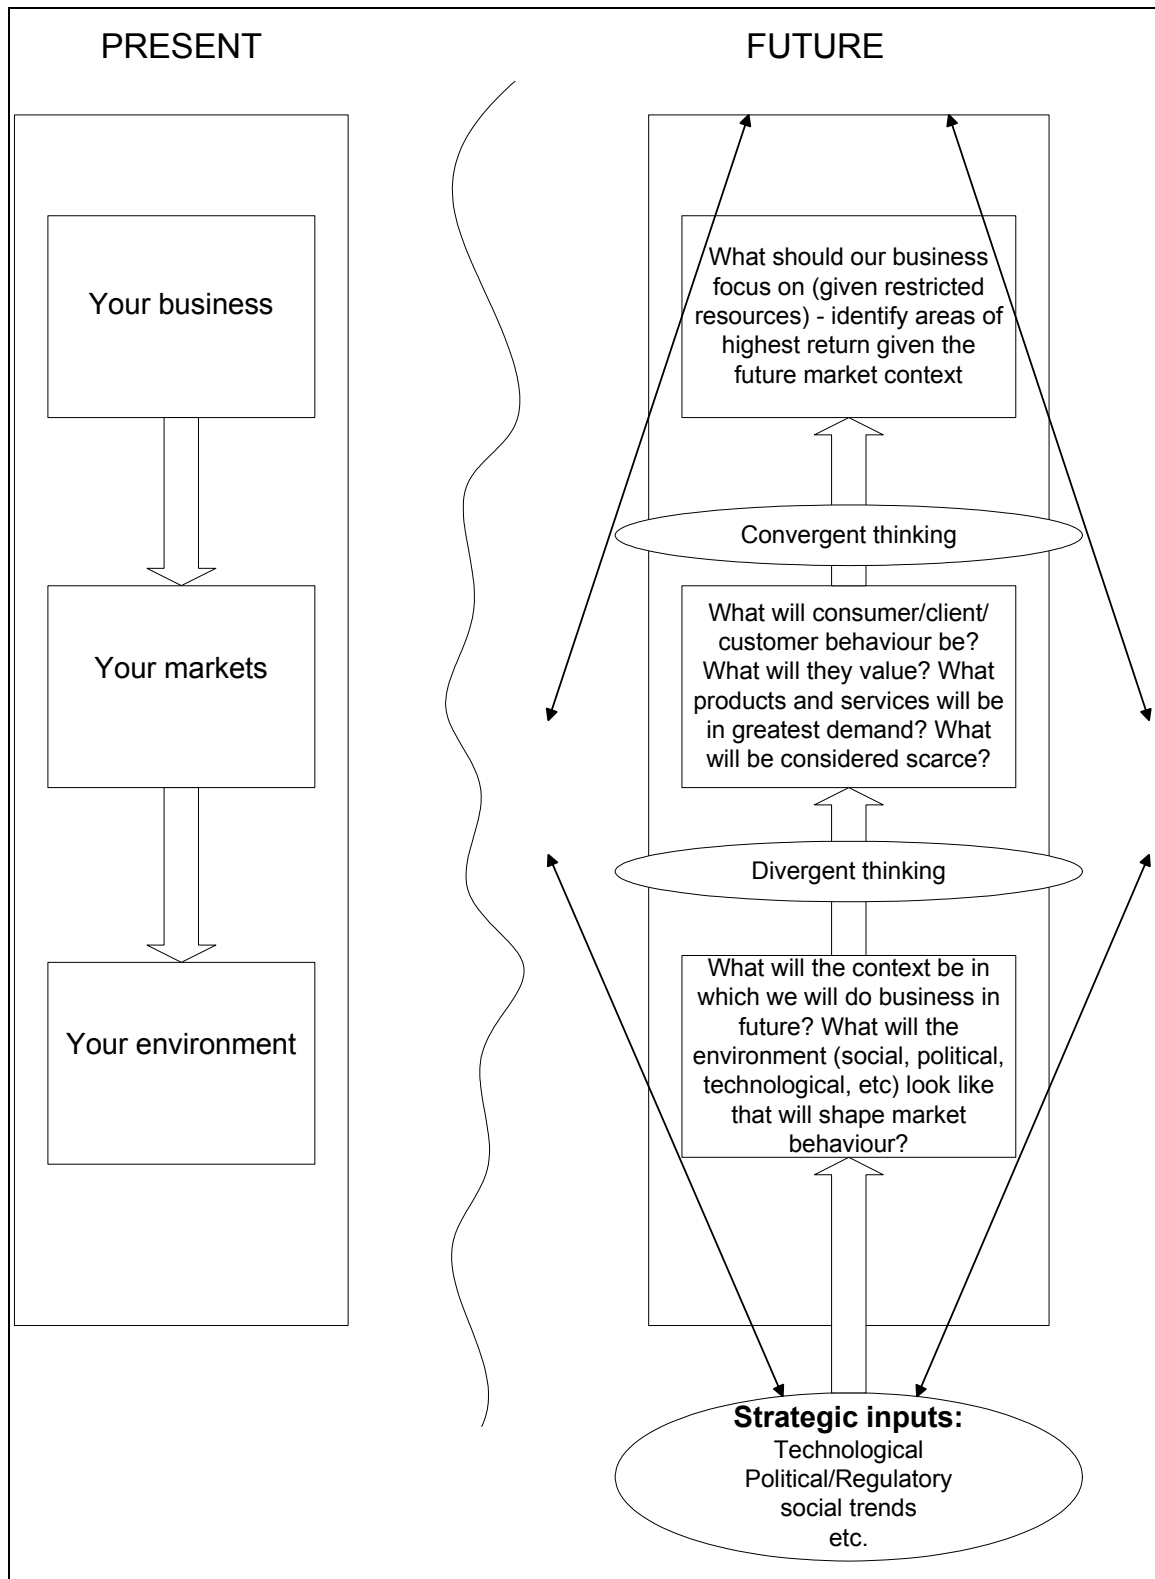 PRESENT
FUTURE
Your business
Your markets
Your environment
What should our business
focus on (given restricted
resources) - identify areas of
highest return given the
future market context
Convergent thinking
What will consumer/client/
customer behaviour be?
What will they value? What
products and services will be
in greatest demand? What
will be considered scarce?
Divergent thinking
What will the context be in
which we will do business in
future? What will the
environment (social, political,
technological, etc) look like
that will shape market
behaviour?
Strategic inputs:
Technological
Political/Regulatory
social trends
etc.